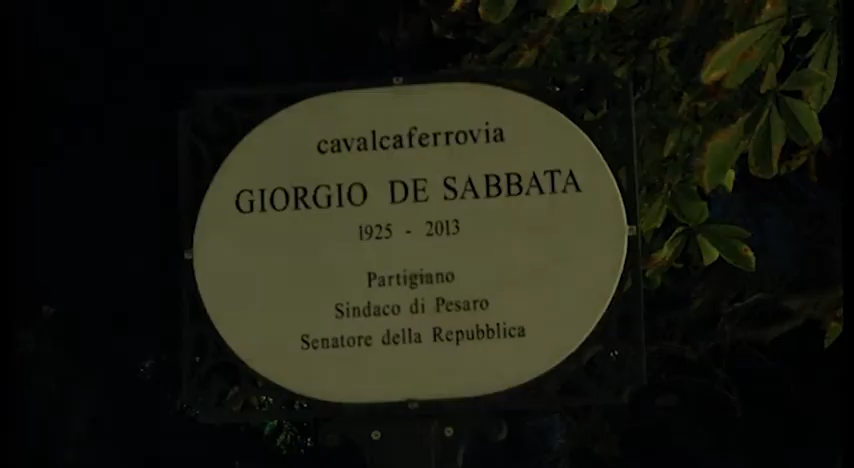 cavalcaferrovia
GIORGIO DE SABBATA
1925 - 2013
Partigiano
Sindaco di Pesaro
Senatore della Repubblica